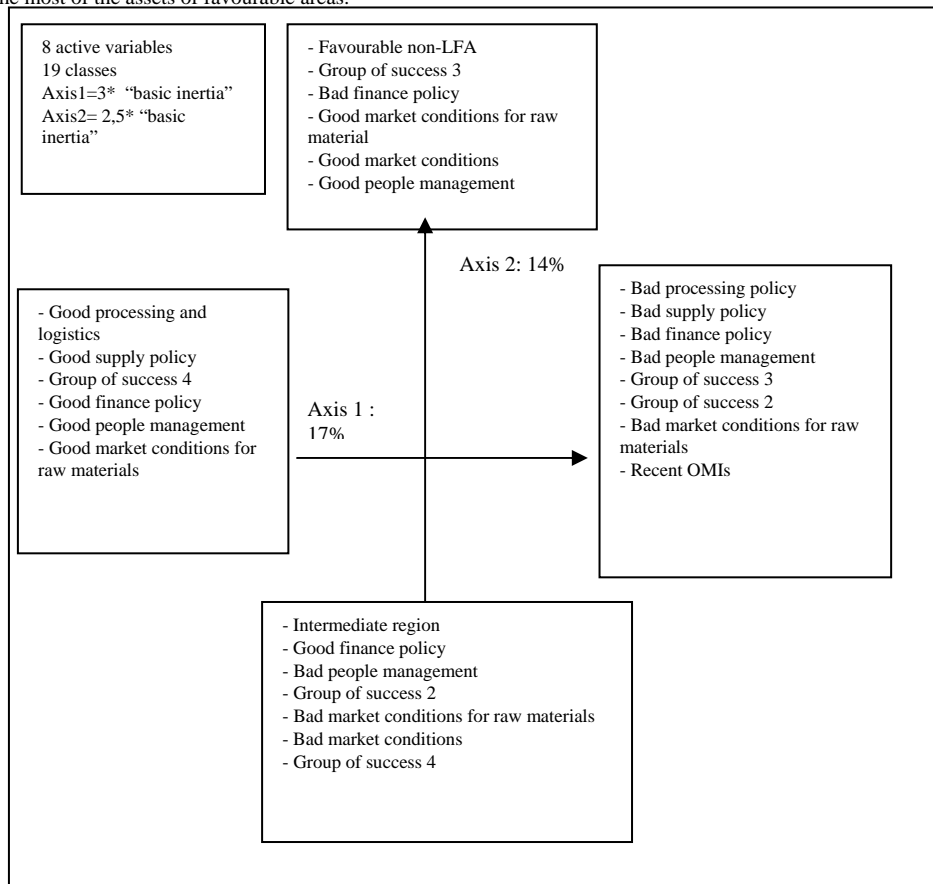 the most of the assets of favourable areas.
8 active variables
19 classes
Axis1=3* “basic inertia”
Axis2= 2,5* “basic
inertia”
- Favourable non-LFA
- Group of success 3
- Bad finance policy
- Good market conditions for raw
material
- Good market conditions
- Good people management
Axis 2: 14%
- Good processing and
logistics
- Good supply policy
- Group of success 4
- Good finance policy
- Good people management
- Good market conditions for
raw materials
Axis 1 :
17%
- Bad processing policy
- Bad supply policy
- Bad finance policy
- Bad people management
- Group of success 3
- Group of success 2
- Bad market conditions for raw
materials
- Recent OMIs
- Intermediate region
- Good finance policy
- Bad people management
- Group of success 2
- Bad market conditions for raw materials
- Bad market conditions
- Group of success 4